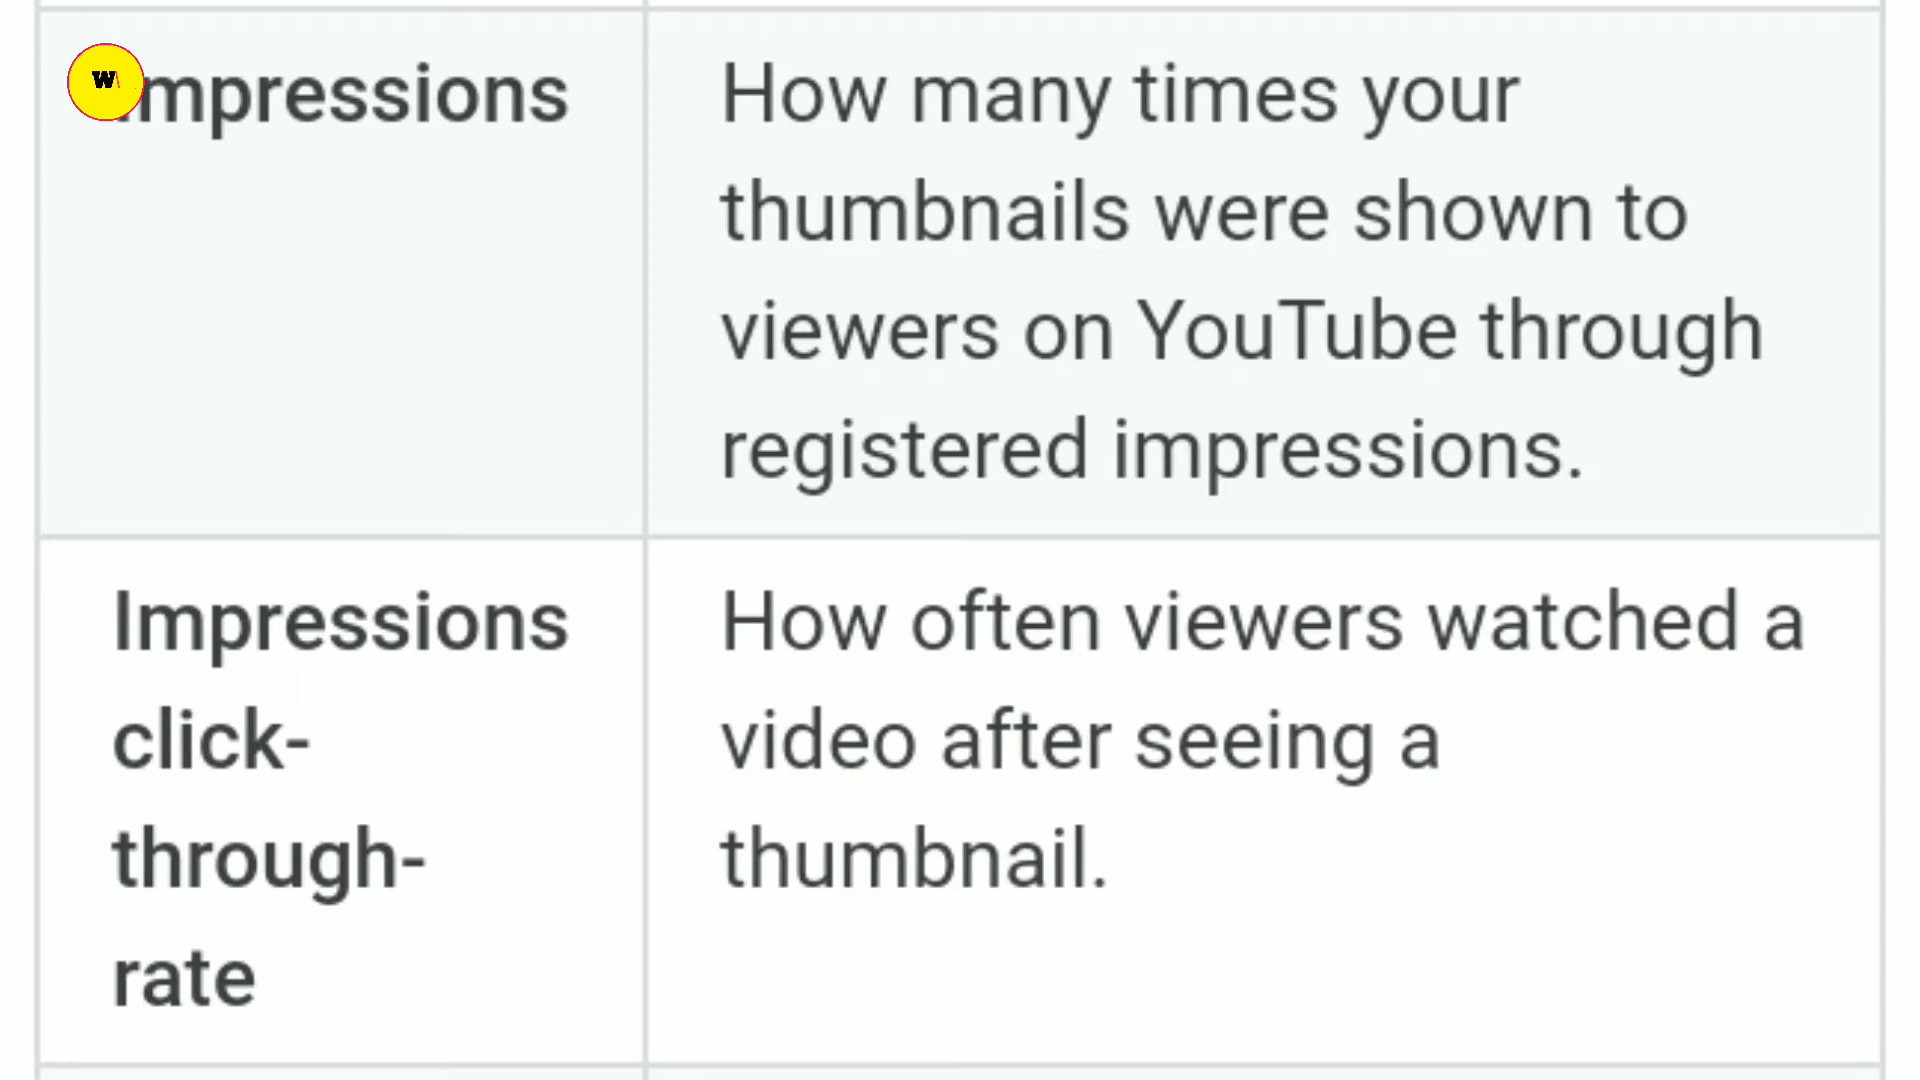 W
Impressions
How many times your
thumbnails were shown to
viewers on YouTube through
registered impressions.
Impressions
click-
through-
rate
How often viewers watched a
video after seeing a
thumbnail.